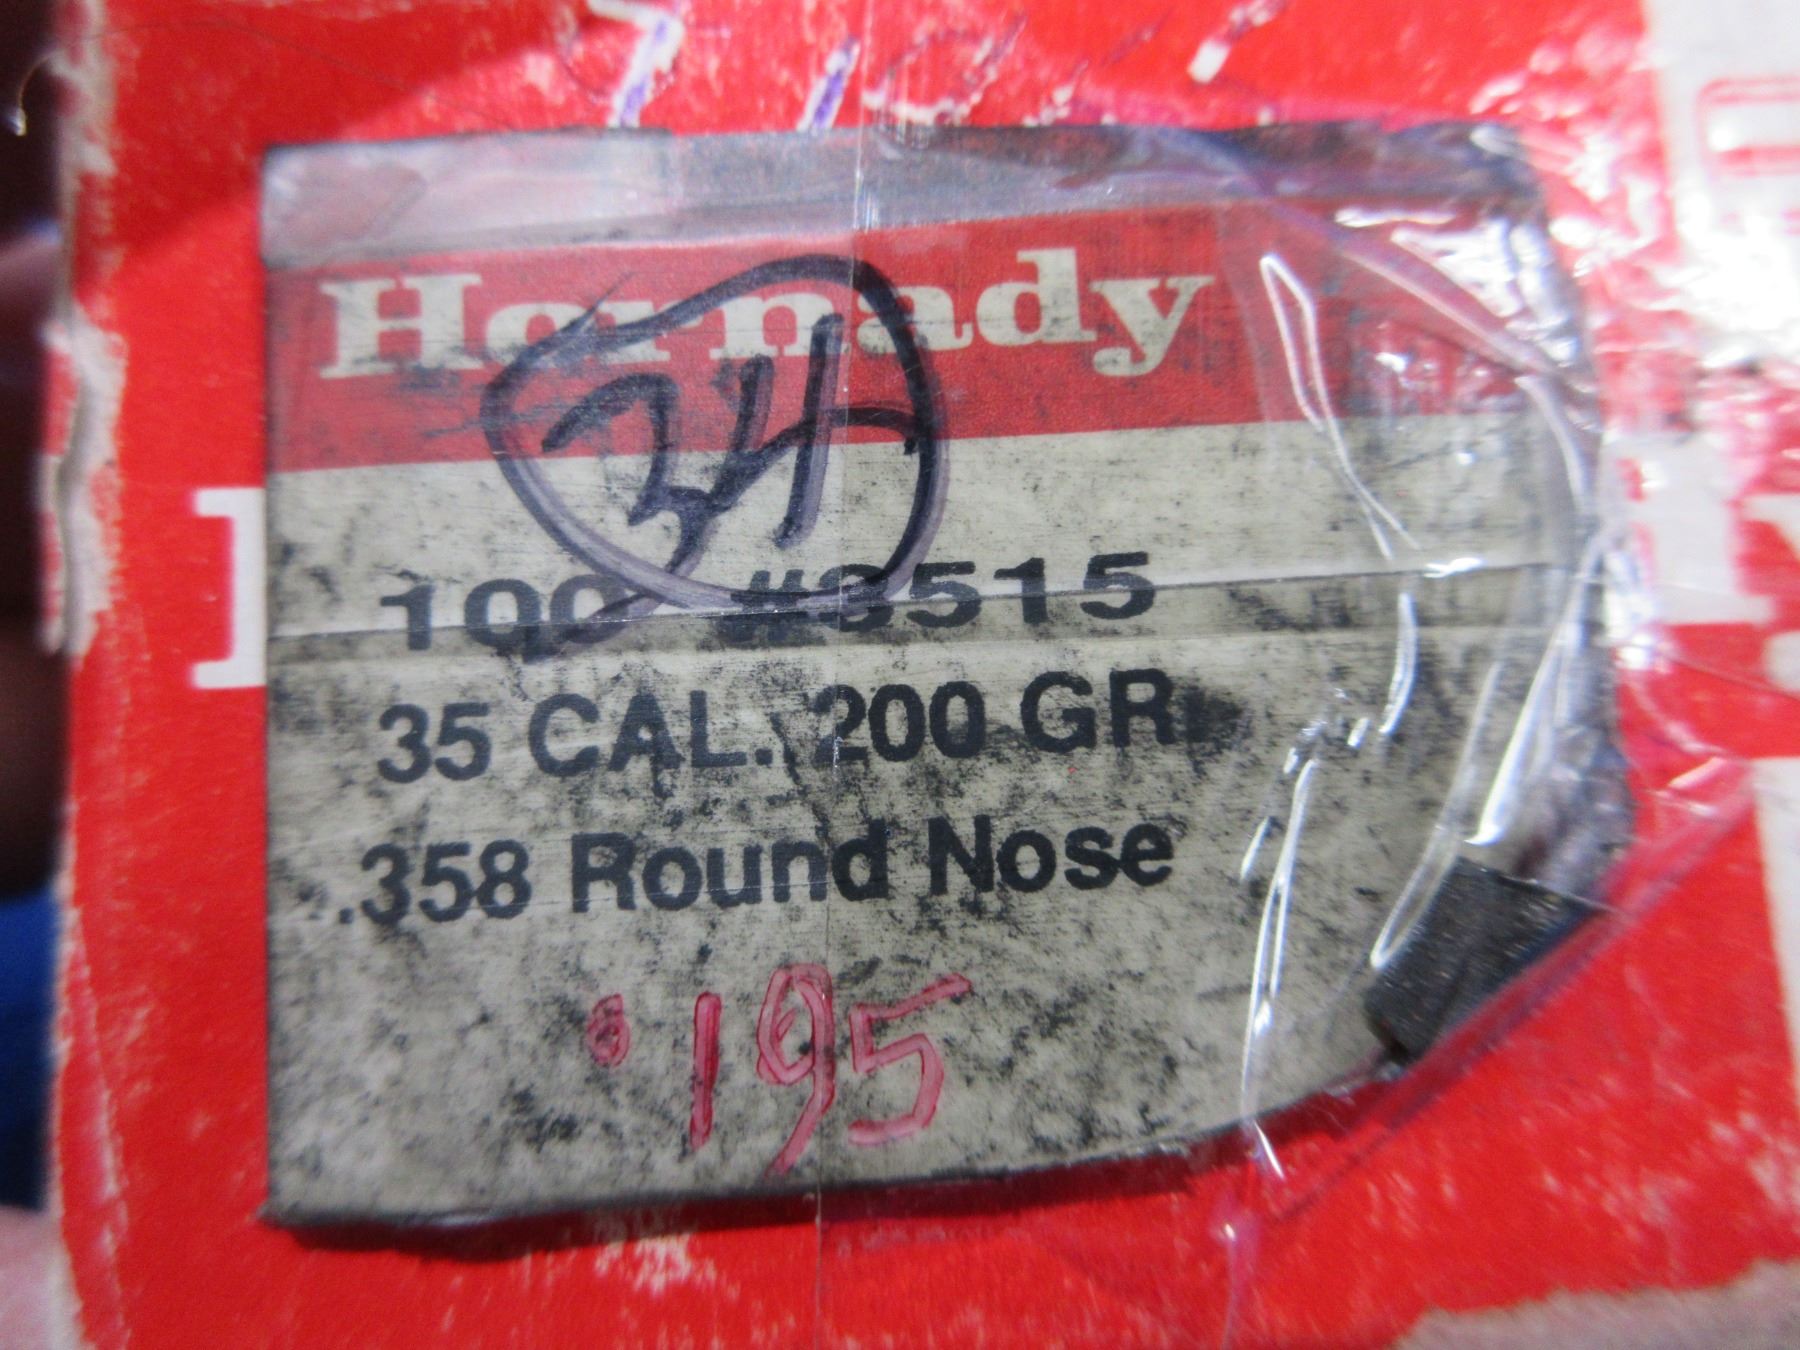 Hornady
34
100 #3515
35 CAL. 200 GR.
.358 Round Nose
.195